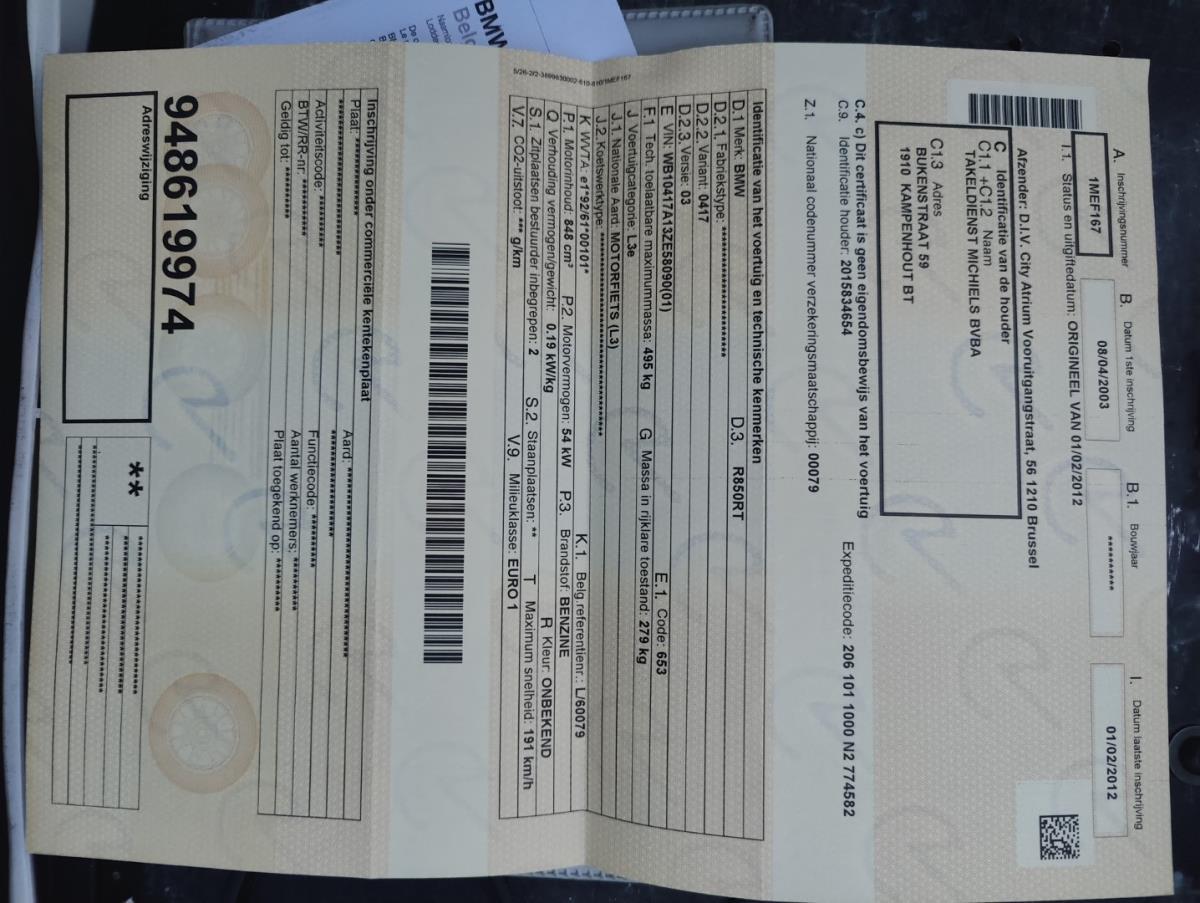 BMW
A. Inschrijvingsnummer
1MEF167
B. Datum 1ste inschrijving
08/04/2003
B.1. Bouwjaar
**********
I. Datum laatste inschrijving
01/02/2012
I.1. Status en uitgiftedatum: ORIGINEEL VAN 01/02/2012
Afzender: D.I.V. City Atrium Vooruitgangstraat, 56 1210 Brussel
C Identificatie van de houder
C1.1 +C1.2 Naam
TAKELDIENST MICHIELS BVBA
C1.3 Adres
BUKENSTRAAT 59
1910 KAMPENHOUT BT
C.4. c) Dit certificaat is geen eigendomsbewijs van het voertuig
C.9. Identificatie houder: 2015834654
Expeditiecode: 206 101 1000 N2 774582
Z.1. Nationaal codenummer verzekeringsmaatschappij: 00079
Identificatie van het voertuig en technische kenmerken
D.1 Merk: BMW D.3. R850RT
D.2.1. Fabriekstype: ********************
D.2.2. Variant: 0417
D.2.3. Versie: 03
E VIN: WB10417A13ZE58090(01) E.1. Code: 653
F.1. Tech. toelaatbare maximummassa: 495 kg G Massa in rijklare toestand: 279 kg
J Voertuigcategorie: L3e
J.1. Nationale Aard: MOTORFIETS (L3)
J.2. Koetswerktype: ******************************
K WVTA: e1*92/61*00101* K.1. Belg.referentienr.: L/60079
P.1. Motorinhoud: 848 cm³ P.2. Motorvermogen: 54 kW P.3. Brandstof: BENZINE
Q Verhouding vermogen/gewicht: 0.19 kW/kg R Kleur: ONBEKEND
S.1. Zitplaatsen bestuurder inbegrepen: 2 S.2. Staanplaatsen: ** T Maximum snelheid: 191 km/h
V.7. CO2-uitstoot: *** g/km V.9. Milieuklasse: EURO 1
Inschrijving onder commerciële kentekenplaat
Plaat: **********
Aard: ******************************
Activiteitscode: **********
Functiecode: **********
BTW/RR-nr.: **********
Aantal werknemers: **********
Geldig tot: **********
Plaat toegekend op: **********
9486199974
Adreswijziging
**